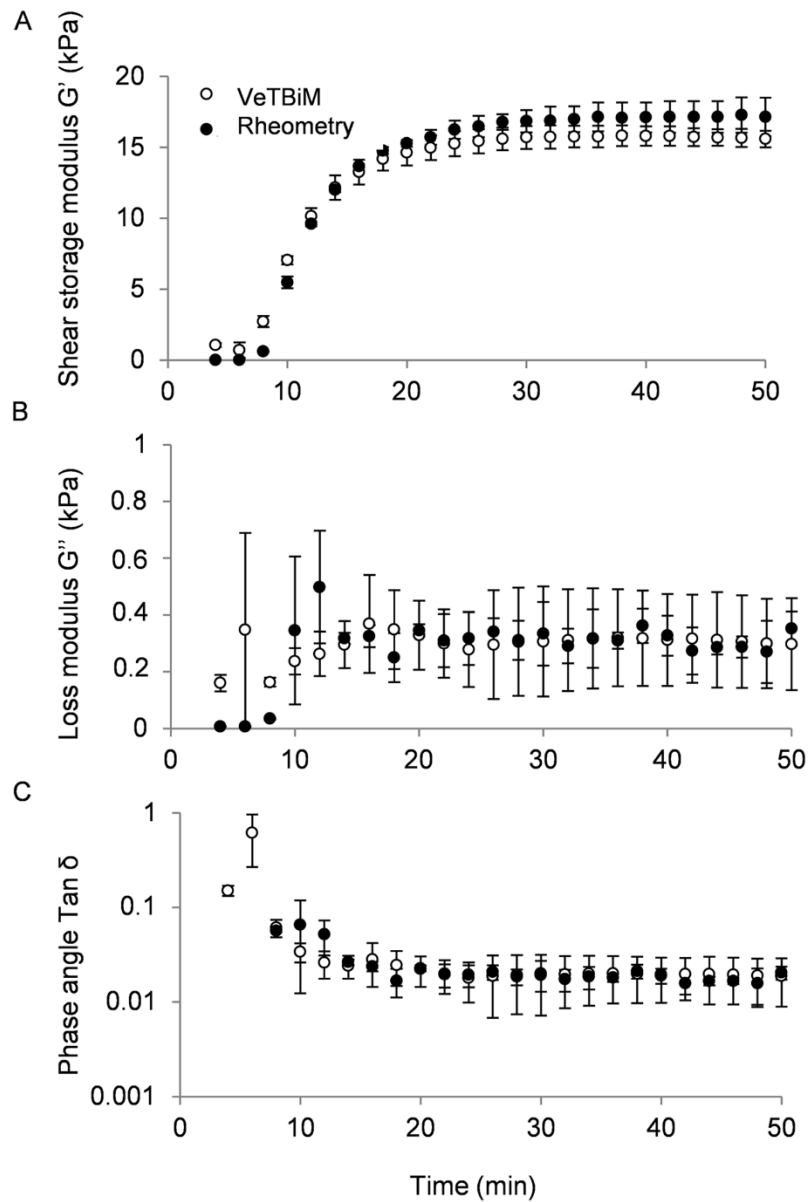 A
Shear storage modulus G' (kPa)
20
15
10
5
0
VeTBiM
Rheometry
0 10 20 30 40 50
B
Loss modulus G'' (kPa)
1
0.8
0.6
0.4
0.2
0
0 10 20 30 40 50
C
Phase angle Tan δ
1
0.1
0.01
0.001
0 10 20 30 40 50
Time (min)